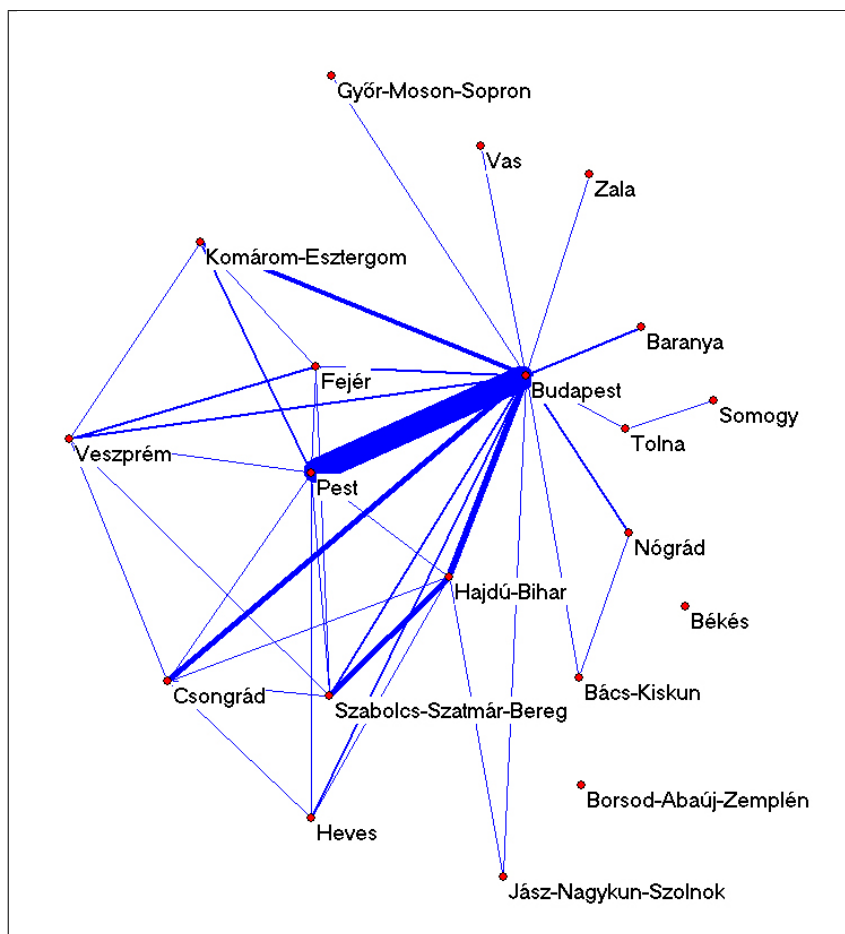 Győr-Moson-Sopron
Vas
Zala
Komárom-Esztergom
Baranya
Fejér
Budapest
Somogy
Tolna
Veszprém
Pest
Nógrád
Hajdú-Bihar
Békés
Csongrád
Bács-Kiskun
Szabolcs-Szatmár-Bereg
Borsod-Abaúj-Zemplén
Heves
Jász-Nagykun-Szolnok